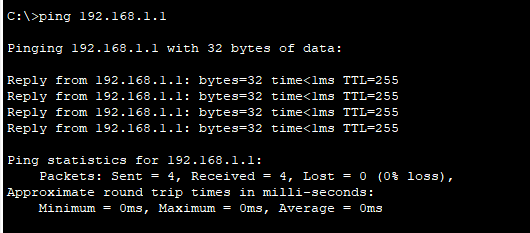 C:\>ping 192.168.1.1
Pinging 192.168.1.1 with 32 bytes of data:
Reply from 192.168.1.1: bytes=32 time<1ms TTL=255
Reply from 192.168.1.1: bytes=32 time<1ms TTL=255
Reply from 192.168.1.1: bytes=32 time<1ms TTL=255
Reply from 192.168.1.1: bytes=32 time<1ms TTL=255
Ping statistics for 192.168.1.1:
    Packets: Sent = 4, Received = 4, Lost = 0 (0% loss),
Approximate round trip times in milli-seconds:
    Minimum = 0ms, Maximum = 0ms, Average = 0ms